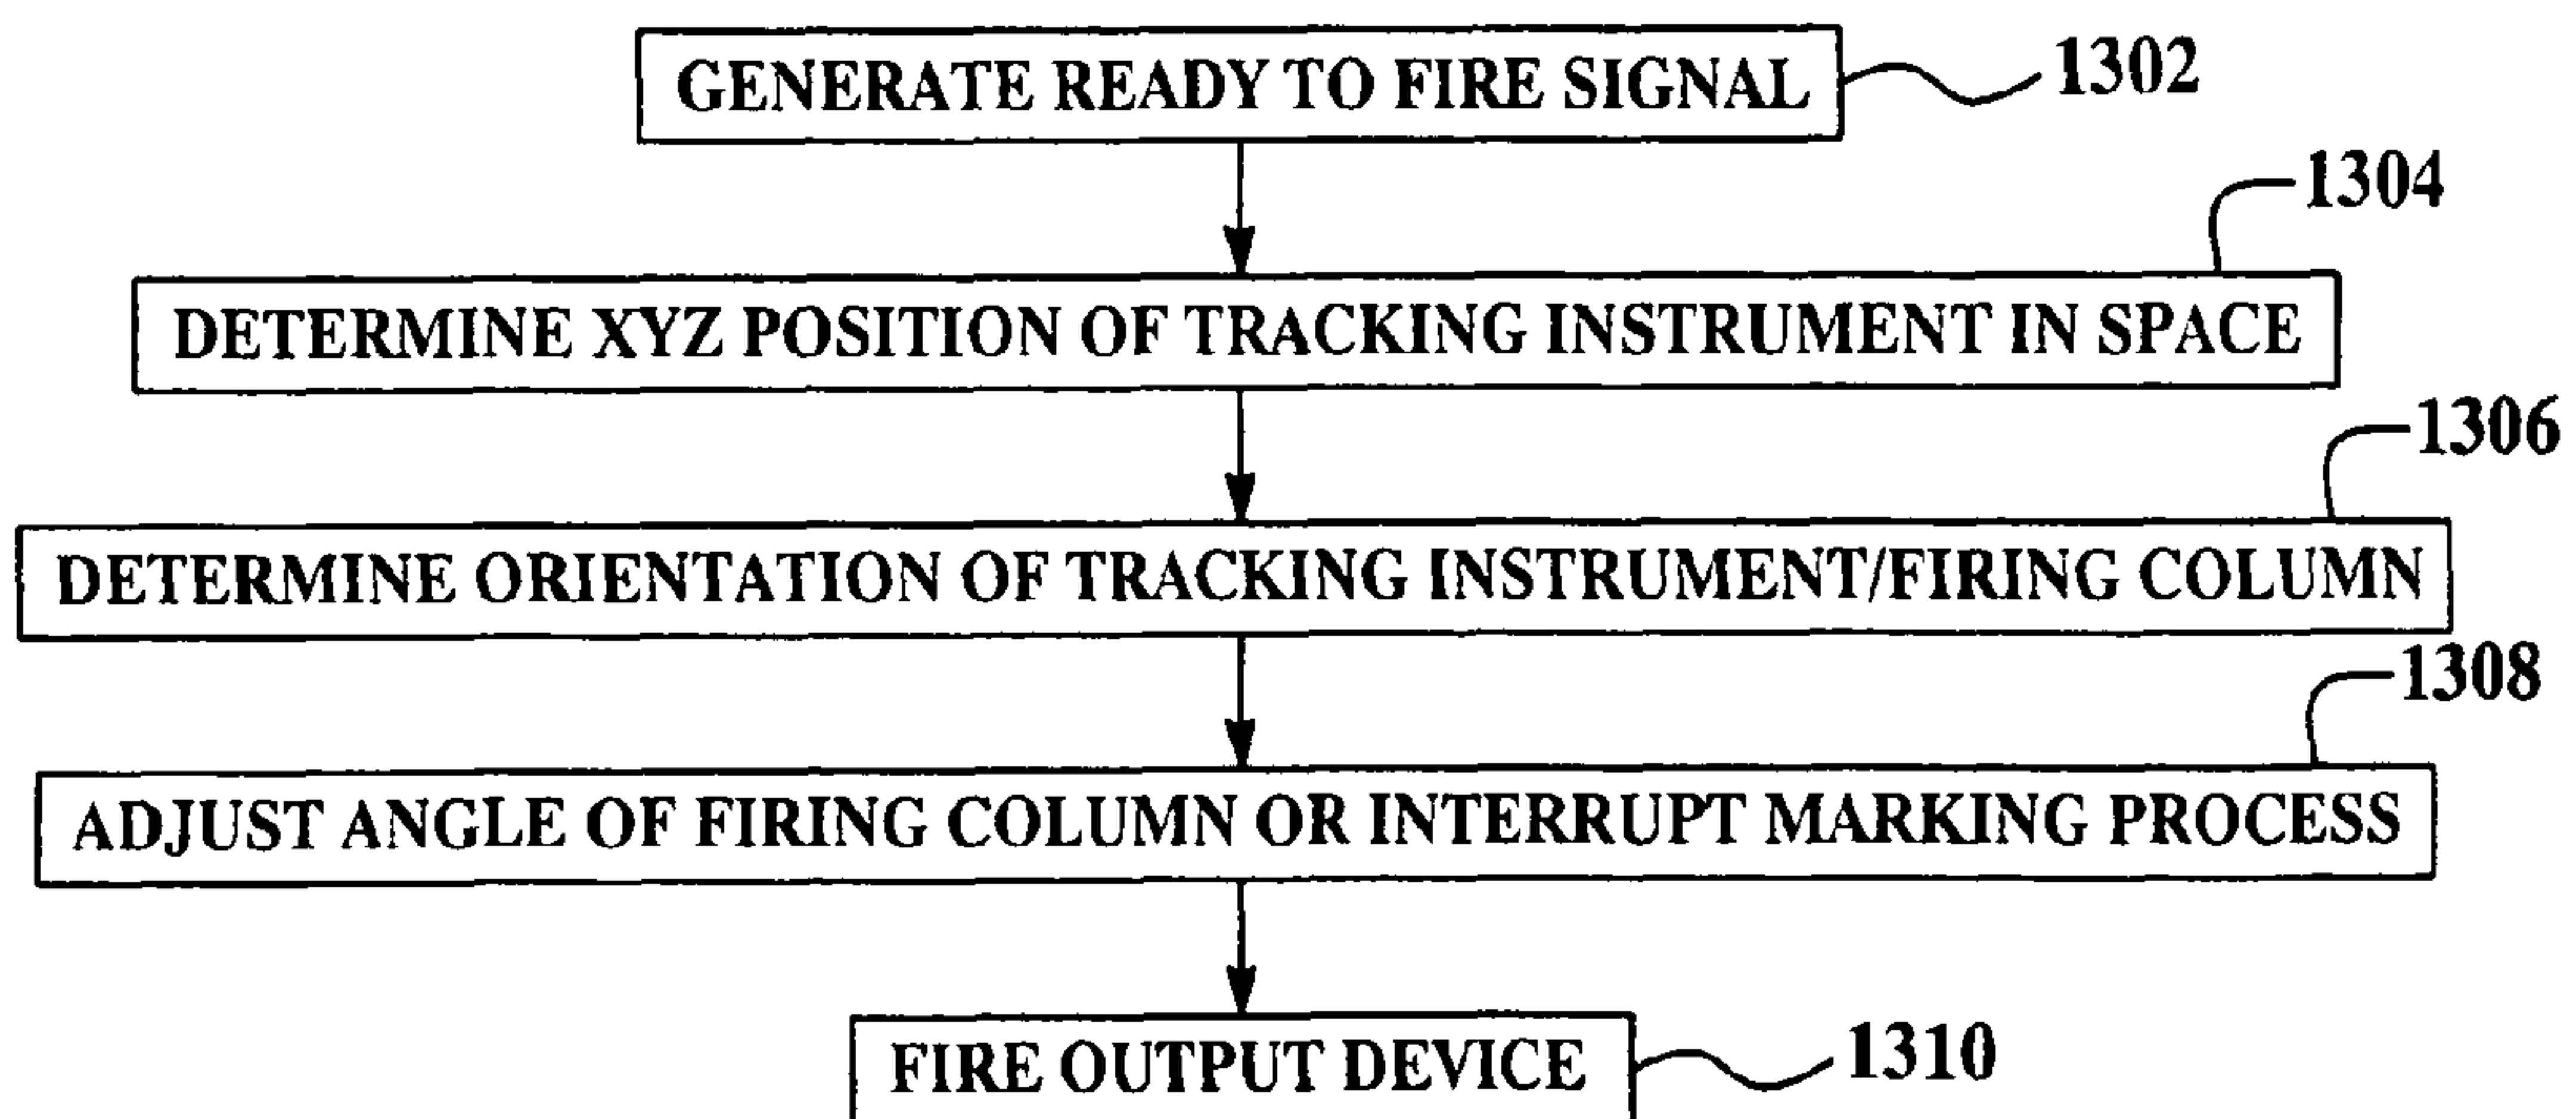 GENERATE READY TO FIRE SIGNAL
1302
1304
DETERMINE XYZ POSITION OF TRACKING INSTRUMENT IN SPACE
1306
DETERMINE ORIENTATION OF TRACKING INSTRUMENT/FIRING COLUMN
1308
ADJUST ANGLE OF FIRING COLUMN OR INTERRUPT MARKING PROCESS
FIRE OUTPUT DEVICE
1310